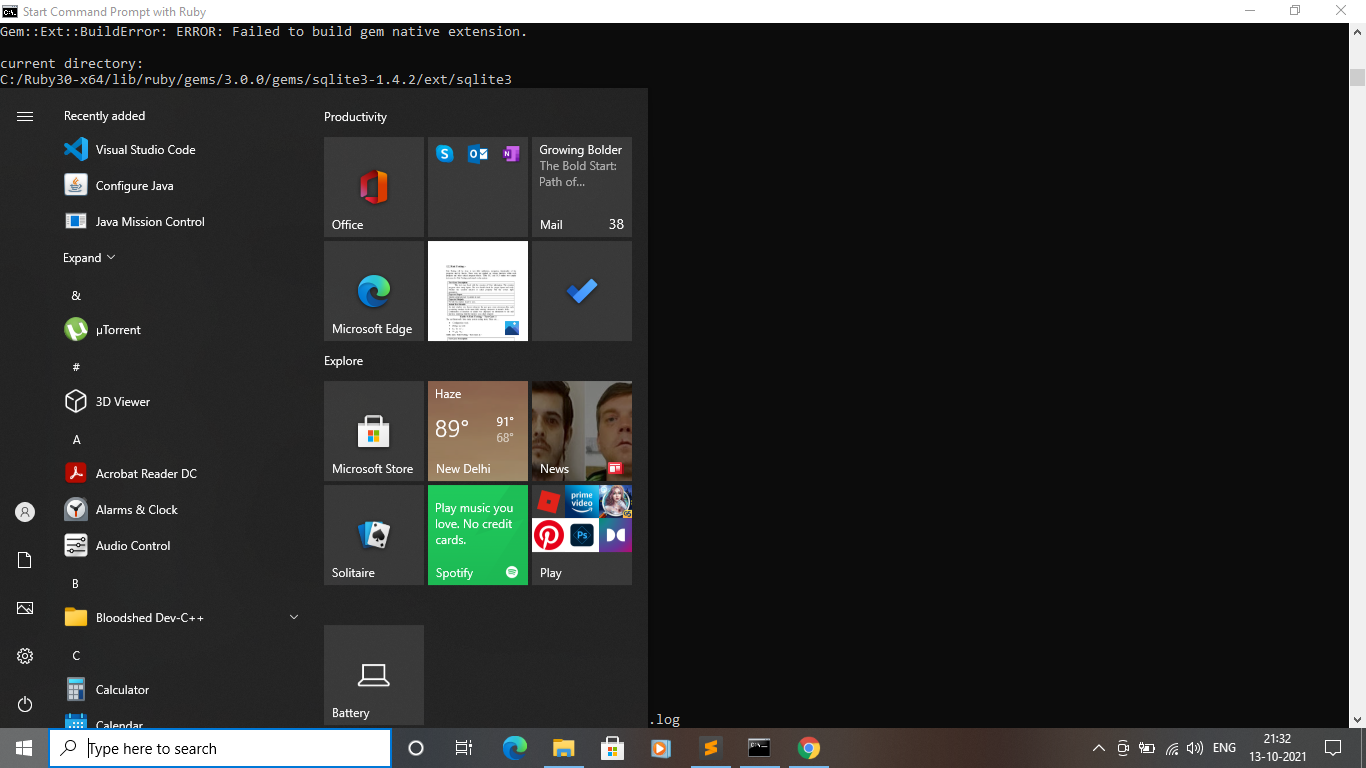 Start Command Prompt with Ruby
Gem::Ext::BuildError: ERROR: Failed to build gem native extension.
current directory:
C:/Ruby30-x64/lib/ruby/gems/3.0.0/gems/sqlite3-1.4.2/ext/sqlite3
Recently added
Visual Studio Code
Configure Java
Java Mission Control
Expand
&
µTorrent
#
3D Viewer
A
Acrobat Reader DC
Alarms & Clock
Audio Control
B
Bloodshed Dev-C++
C
Calculator
Calendar
Productivity
Office
Growing Bolder
The Bold Start:
Path of...
Mail 38
Microsoft Edge
Explore
Microsoft Store
Haze
89° 91°
68°
New Delhi
News
Solitaire
Play music you
love. No credit
cards.
Spotify
prime
video
Ps
Play
Battery
.log
Type here to search
ENG
21:32
13-10-2021